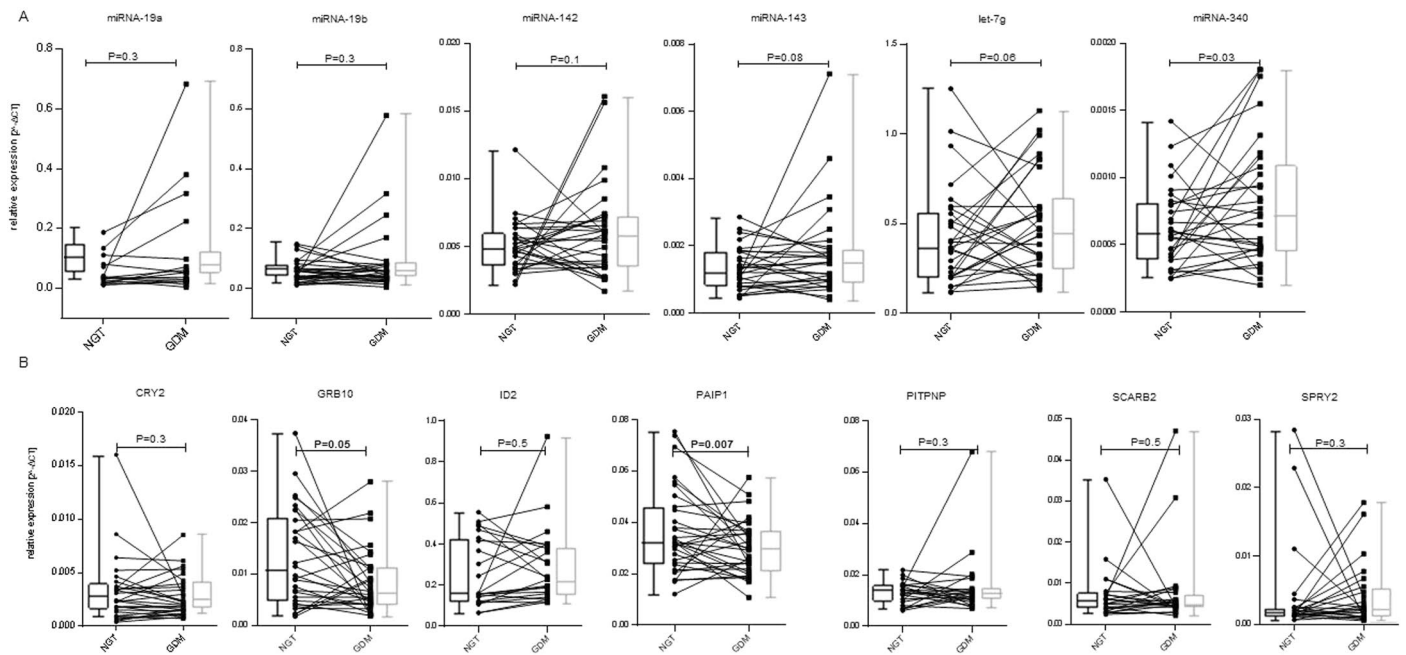 A
miRNA-19a
miRNA-19b
miRNA-142
miRNA-143
let-7g
miRNA-340
relative expression p^-ΔCT]
0.8
0.6
0.4
0.2
0.0
P=0.3
NGT
GDM
0.8
0.6
0.4
0.2
0.0
P=0.3
NGT
GDM
0.020
0.015
0.010
0.005
0.000
P=0.1
NGT
GDM
0.008
0.006
0.004
0.002
0.000
P=0.08
NGT
GDM
1.5
1.0
0.5
0.0
P=0.06
NGT
GDM
0.0020
0.0015
0.0010
0.0005
0.0000
P=0.03
NGT
GDM
B
CRY2
GRB10
ID2
PAIP1
PITPNP
SCARB2
SPRY2
relative expression p^-ΔCT]
0.020
0.015
0.010
0.005
0.000
P=0.3
NGT
GDM
0.04
0.03
0.02
0.01
0.00
P=0.05
NGT
GDM
1.0
0.8
0.6
0.4
0.2
0.0
P=0.5
NGT
GDM
0.08
0.06
0.04
0.02
0.00
P=0.007
NGT
GDM
0.08
0.06
0.04
0.02
0.00
P=0.3
NGT
GDM
0.05
0.04
0.03
0.02
0.01
0.00
P=0.5
NGT
GDM
0.03
0.02
0.01
0.00
P=0.3
NGT
GDM